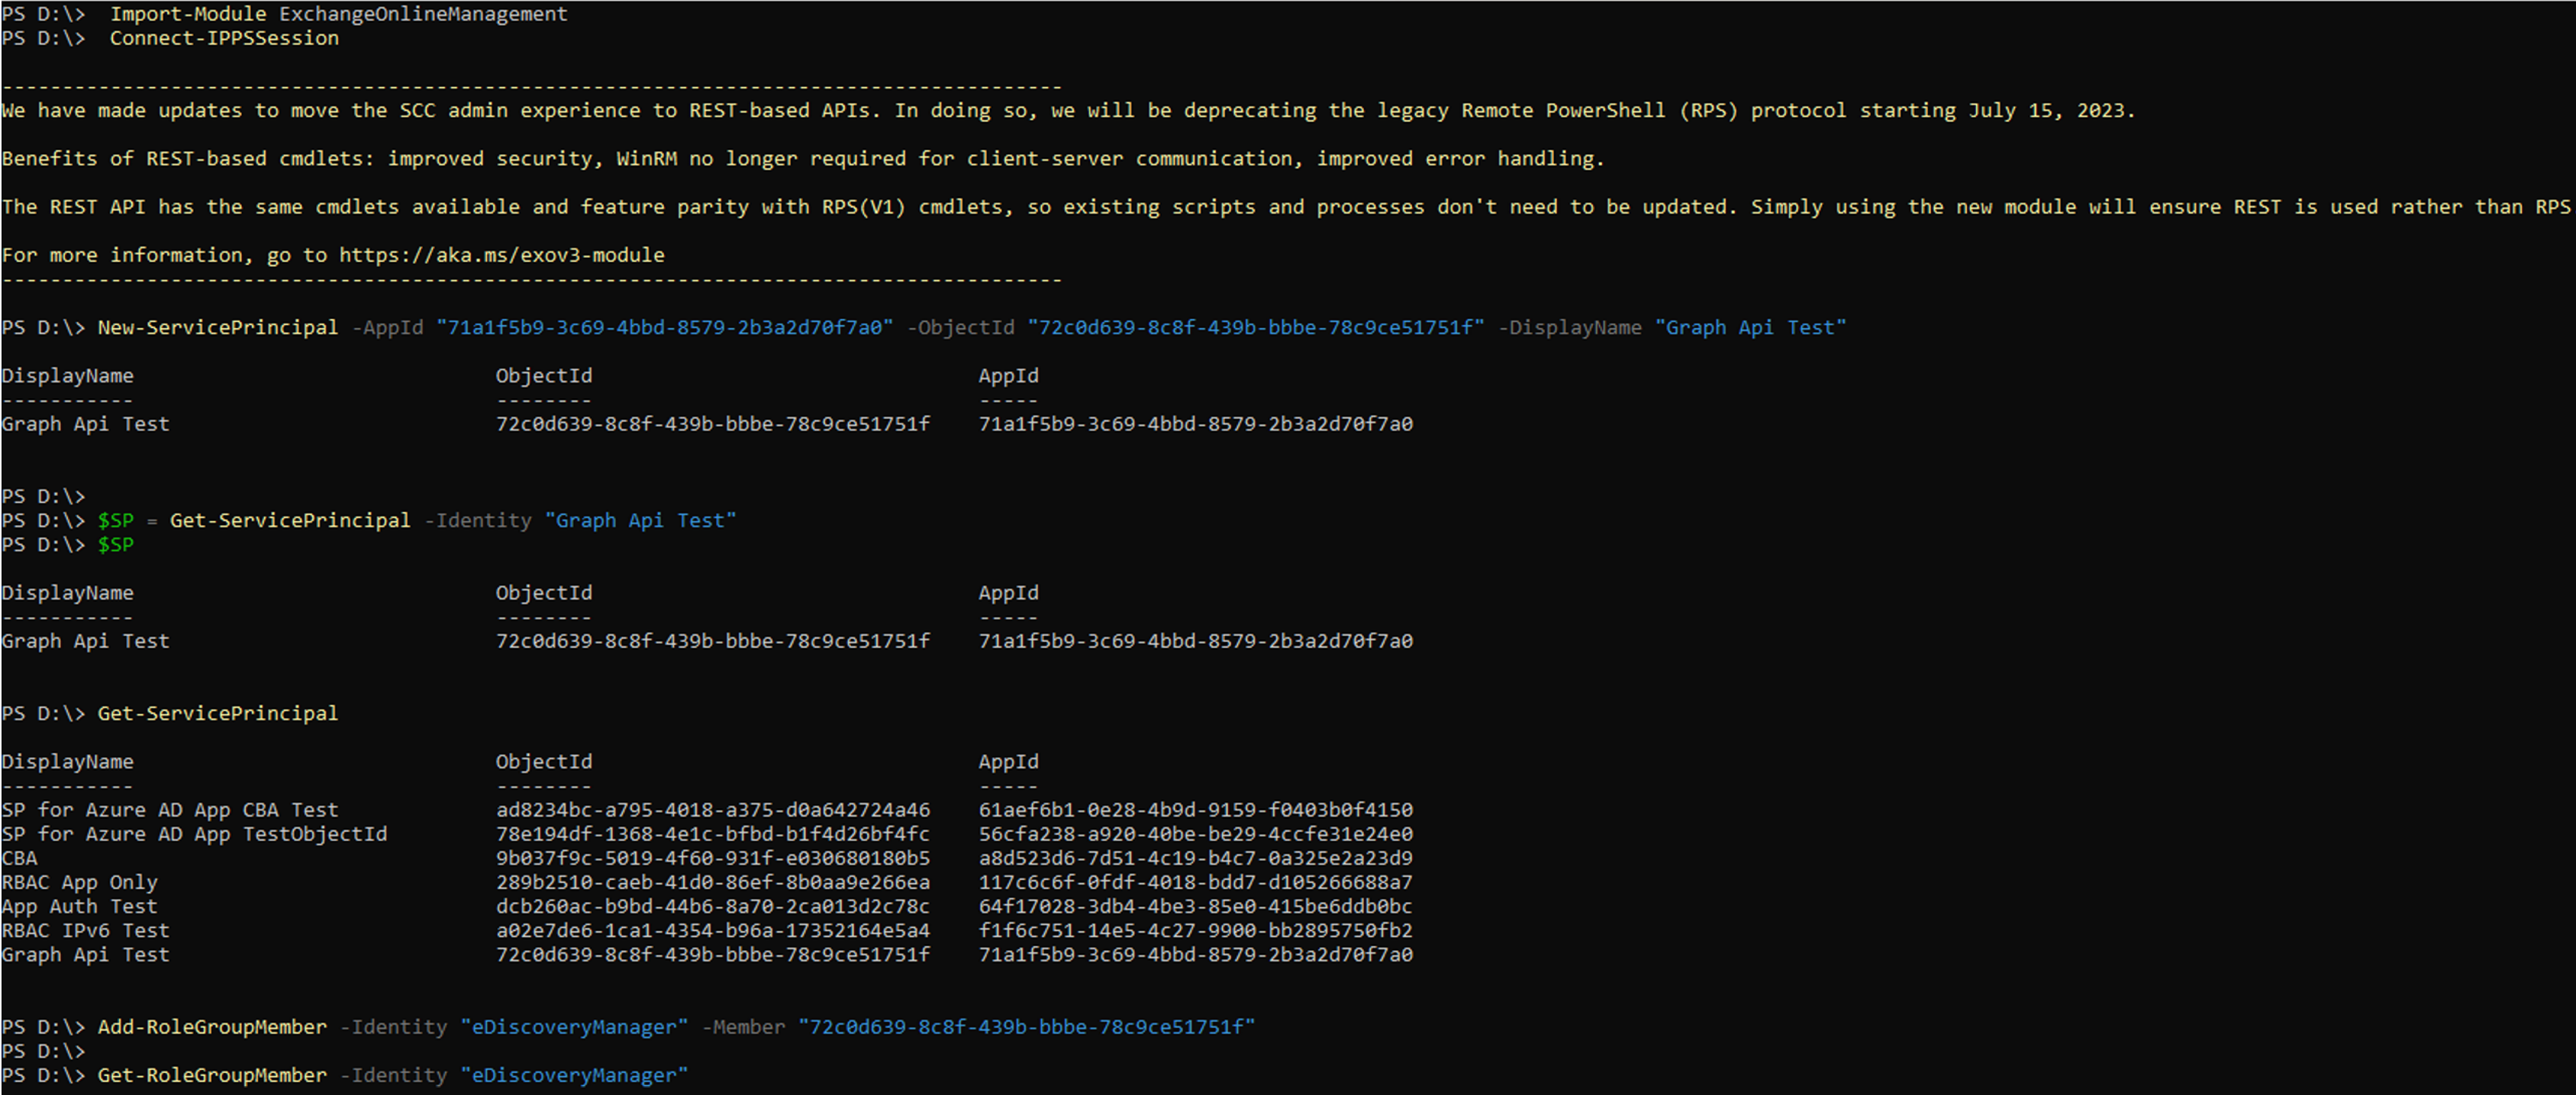 PS D:\>  Import-Module ExchangeOnlineManagement
PS D:\>  Connect-IPPSSession
----------------------------------------------------------------------------------------
We have made updates to move the SCC admin experience to REST-based APIs. In doing so, we will be deprecating the legacy Remote PowerShell (RPS) protocol starting July 15, 2023.
Benefits of REST-based cmdlets: improved security, WinRM no longer required for client-server communication, improved error handling.
The REST API has the same cmdlets available and feature parity with RPS(V1) cmdlets, so existing scripts and processes don't need to be updated. Simply using the new module will ensure REST is used rather than RPS
For more information, go to https://aka.ms/exov3-module
----------------------------------------------------------------------------------------
PS D:\> New-ServicePrincipal -AppId "71a1f5b9-3c69-4bbd-8579-2b3a2d70f7a0" -ObjectId "72c0d639-8c8f-439b-bbbe-78c9ce51751f" -DisplayName "Graph Api Test"
DisplayName                              ObjectId                                AppId
-----------                              --------                                -----
Graph Api Test                           72c0d639-8c8f-439b-bbbe-78c9ce51751f    71a1f5b9-3c69-4bbd-8579-2b3a2d70f7a0
PS D:\>
PS D:\> $SP = Get-ServicePrincipal -Identity "Graph Api Test"
PS D:\> $SP
DisplayName                              ObjectId                                AppId
-----------                              --------                                -----
Graph Api Test                           72c0d639-8c8f-439b-bbbe-78c9ce51751f    71a1f5b9-3c69-4bbd-8579-2b3a2d70f7a0
PS D:\> Get-ServicePrincipal
DisplayName                              ObjectId                                AppId
-----------                              --------                                -----
SP for Azure AD App CBA Test             ad8234bc-a795-4018-a375-d0a642724a46    61aef6b1-0e28-4b9d-9159-f0403b0f4150
SP for Azure AD App TestObjectId         78e194df-1368-4e1c-bfbd-b1f4d26bf4fc    56cfa238-a920-40be-be29-4ccfe31e24e0
CBA                                      9b037f9c-5019-4f60-931f-e030680180b5    a8d523d6-7d51-4c19-b4c7-0a325e2a23d9
RBAC App Only                            289b2510-caeb-41d0-86ef-8b0aa9e266ea    117c6c6f-0fdf-4018-bdd7-d105266688a7
App Auth Test                            dcb260ac-b9bd-44b6-8a70-2ca013d2c78c    64f17028-3db4-4be3-85e0-415be6ddb0bc
RBAC IPv6 Test                           a02e7de6-1ca1-4354-b96a-17352164e5a4    f1f6c751-14e5-4c27-9900-bb2895750fb2
Graph Api Test                           72c0d639-8c8f-439b-bbbe-78c9ce51751f    71a1f5b9-3c69-4bbd-8579-2b3a2d70f7a0
PS D:\> Add-RoleGroupMember -Identity "eDiscoveryManager" -Member "72c0d639-8c8f-439b-bbbe-78c9ce51751f"
PS D:\>
PS D:\> Get-RoleGroupMember -Identity "eDiscoveryManager"